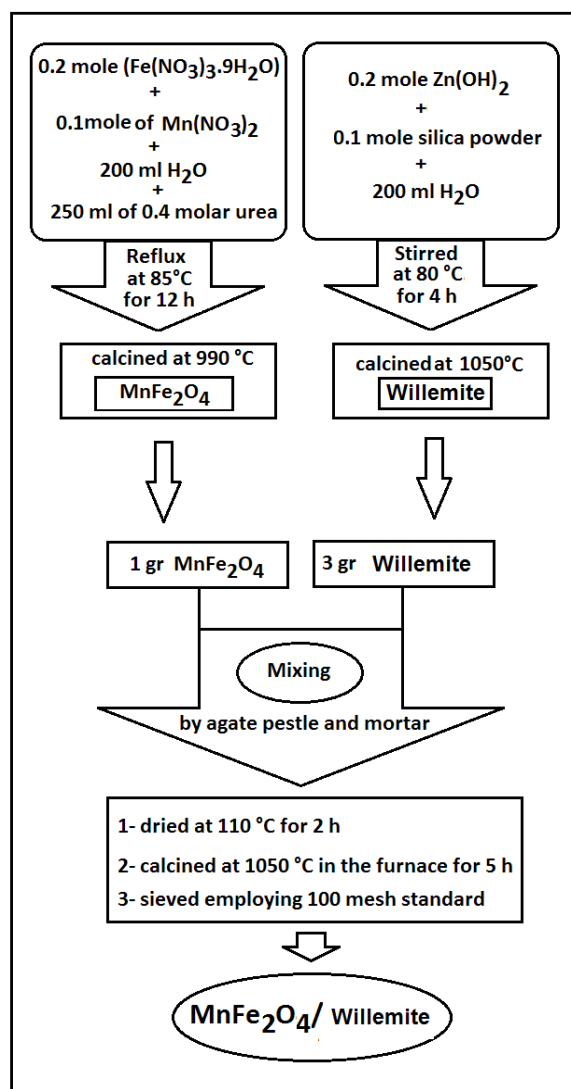 0.2 mole (Fe(NO3)3.9H2O)
+
0.1mole of Mn(NO3)2
+
200 ml H2O
+
250 ml of 0.4 molar urea
Reflux
at 85°C
for 12 h
calcined at 990 °C
MnFe2O4
1 gr MnFe2O4
0.2 mole Zn(OH)2
+
0.1 mole silica powder
+
200 ml H2O
Stirred
at 80 °C.
for 4 h
calcined at 1050°C
Willemite
3 gr Willemite
Mixing
by agate pestle and mortar
1- dried at 110 °C for 2 h
2- calcined at 1050 °C in the furnace for 5 h
3- sieved employing 100 mesh standard
MnFe2O4/ Willemite